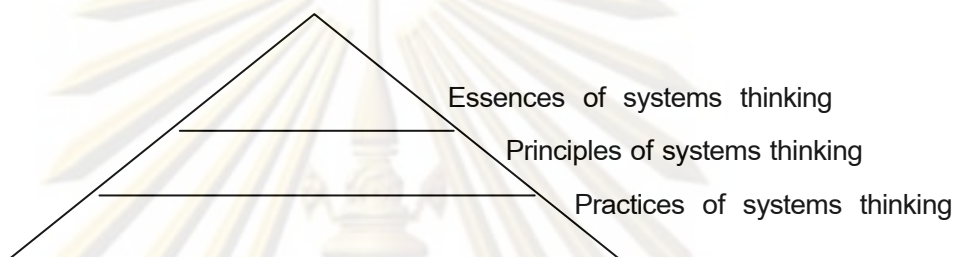 Essences of systems thinking
Principles of systems thinking
Practices of systems thinking